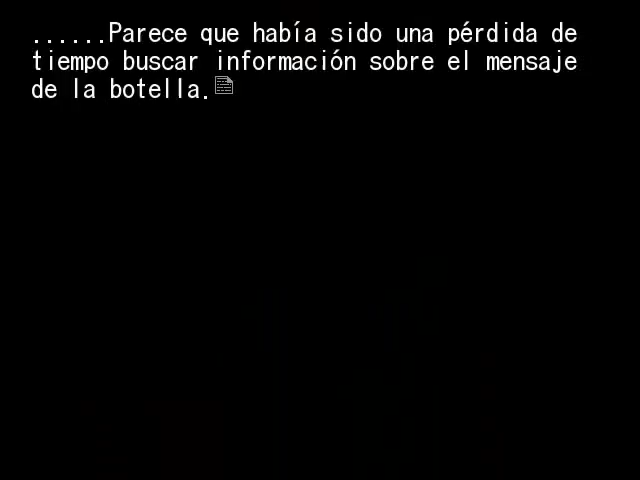 ......Parece que había sido una pérdida de
tiempo buscar información sobre el mensaje
de la botella.